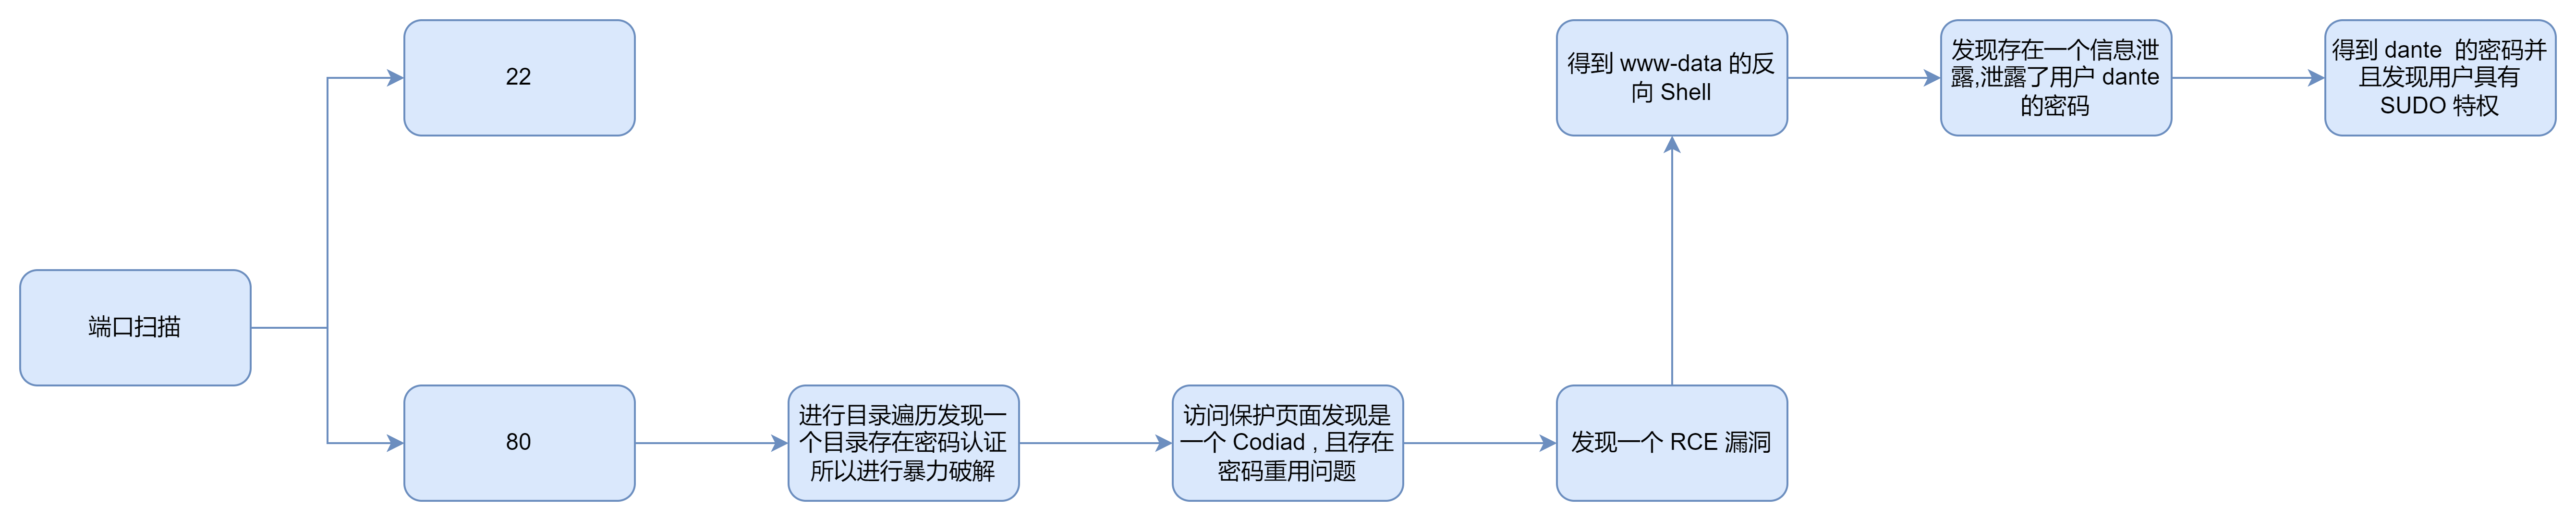 端口扫描
22
80
进行目录遍历发现一
个目录存在密码认证
所以进行暴力破解
访问保护页面发现是
一个 Codiad , 且存在
密码重用问题
发现一个 RCE 漏洞
得到 www-data 的反
向 Shell
发现存在一个信息泄
露,泄露了用户 dante
的密码
得到 dante  的密码并
且发现用户具有
SUDO 特权